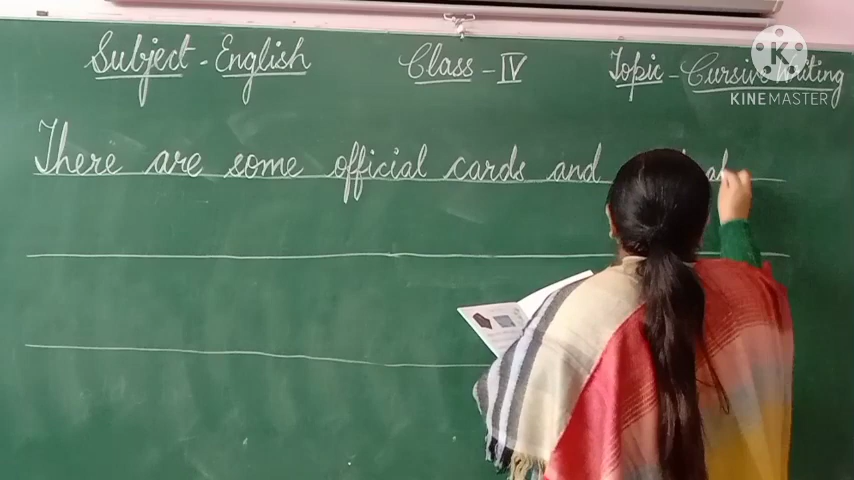 Subject - English Class - IV Topic - Cursive Writing
KINEMASTER
There are some official cards and